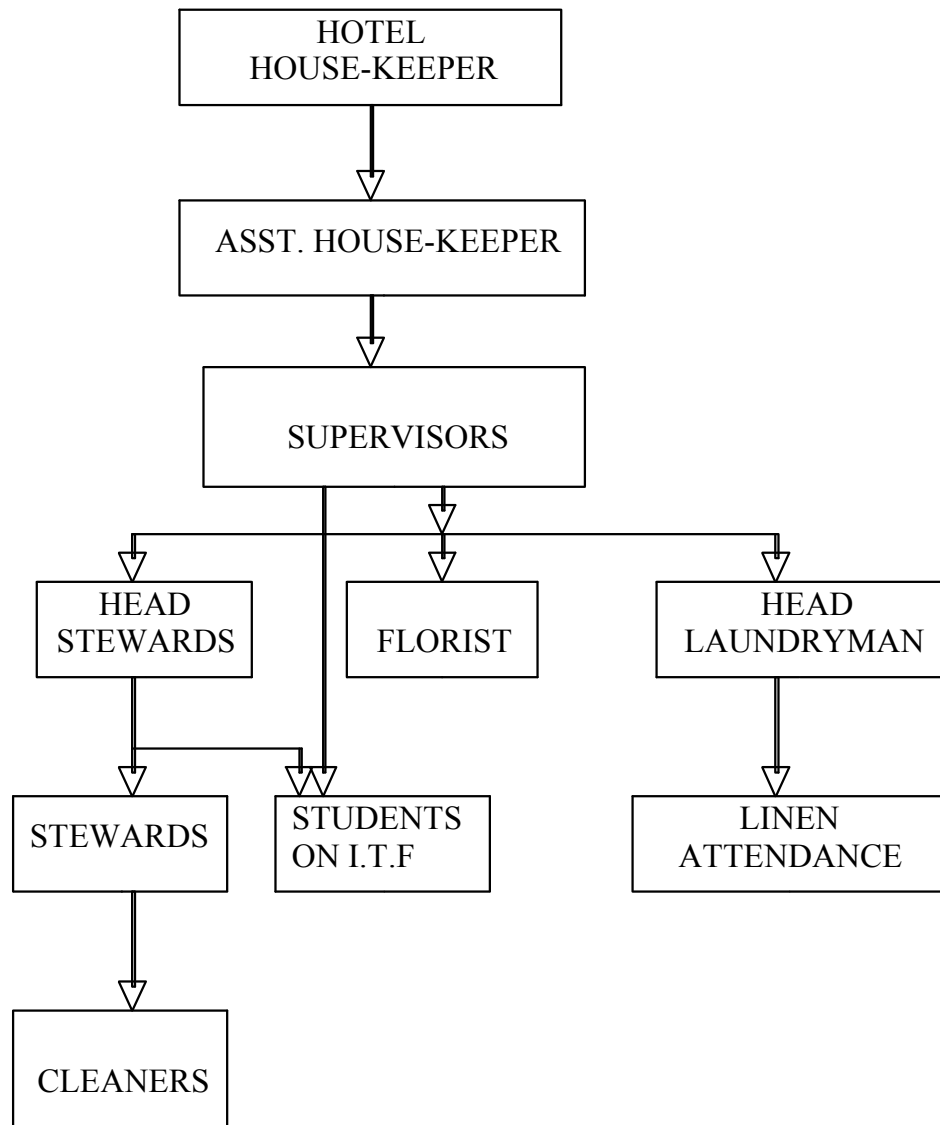 HOTEL
HOUSE-KEEPER
ASST. HOUSE-KEEPER
SUPERVISORS
HEAD
STEWARDS
FLORIST
HEAD
LAUNDRYMAN
STEWARDS
STUDENTS
ON I.T.F
LINEN
ATTENDANCE
CLEANERS